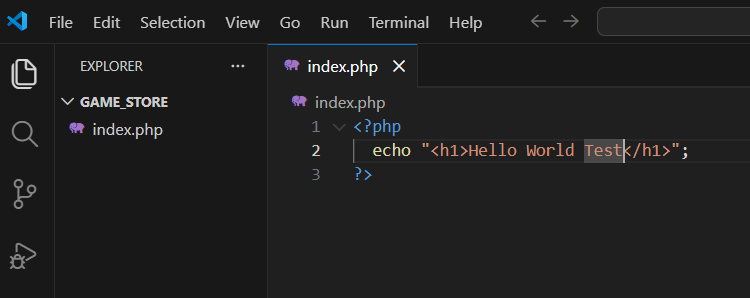 File Edit Selection View Go Run Terminal Help
EXPLORER ...
GAME_STORE
index.php
index.php
index.php
1 <?php
2 echo "<h1>Hello World Test</h1>";
3 ?>